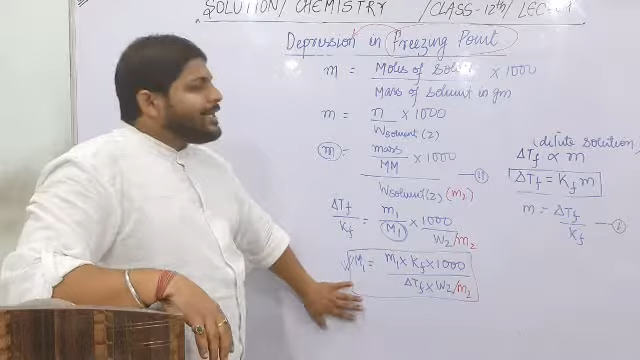 SOLUTION / CHEMISTRY / CLASS-12th / LEC-
Depression in Freezing Point
m = Moles of Solute × 1000
Mass of Solvent in gm
m = n × 1000
Wsolvent (2)
m = mass × 1000
MM
Wsolvent (2) (m2) — (ii)
ΔTf = m1 × 1000
Kf M1 W2/m2
M1 = m1 × Kf × 1000
ΔTf × W2/m2
(dilute solution)
ΔTf ∝ m
ΔTf = Kf m
m = ΔTf — (i)
Kf